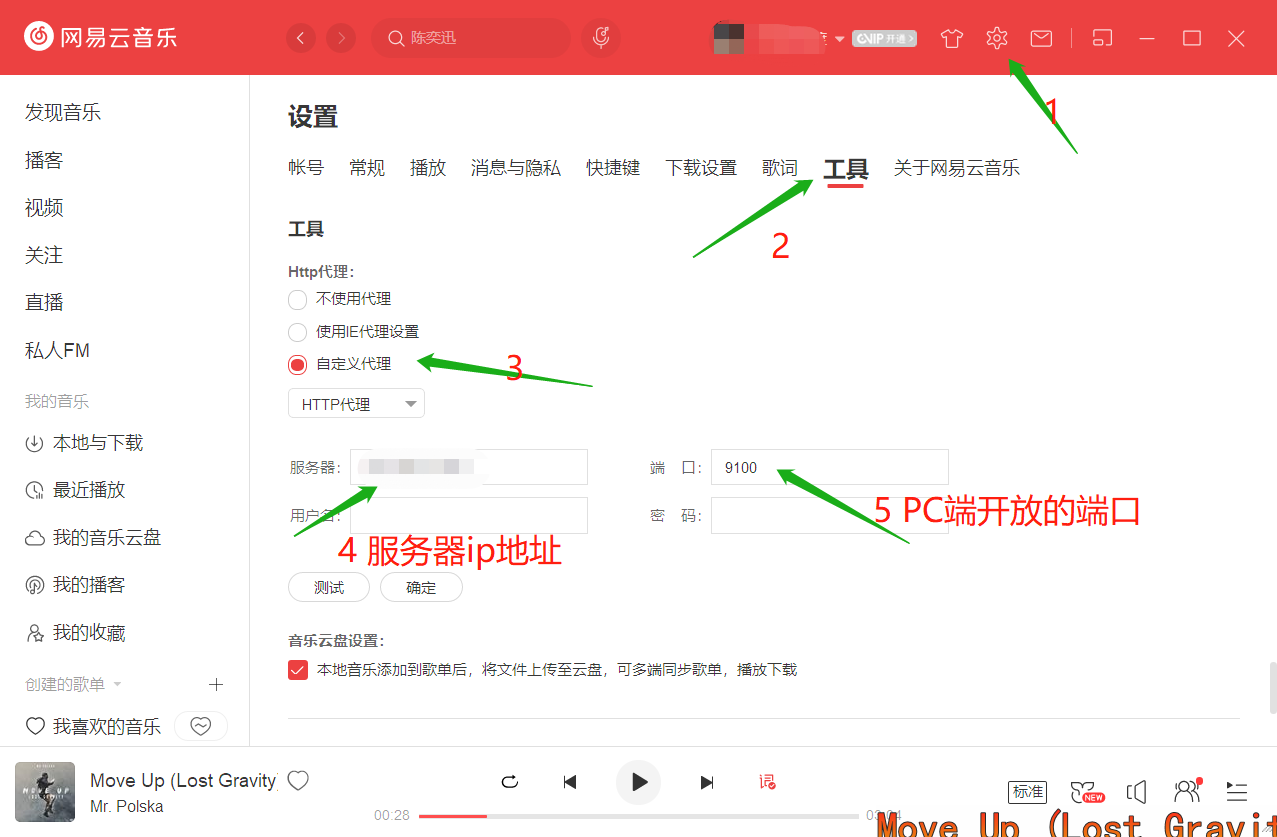 网易云音乐
陈奕迅
VIP开通
1
发现音乐
播客
视频
关注
直播
私人FM
我的音乐
本地与下载
最近播放
我的音乐云盘
我的播客
我的收藏
创建的歌单
我喜欢的音乐
设置
帐号 常规 播放 消息与隐私 快捷键 下载设置 歌词 工具 关于网易云音乐
2
工具
Http代理：
不使用代理
使用IE代理设置
自定义代理
3
HTTP代理
服务器： 端 口： 9100
用户名： 密 码：
4 服务器ip地址
5 PC端开放的端口
测试 确定
音乐云盘设置：
本地音乐添加到歌单后，将文件上传至云盘，可多端同步歌单，播放下载
Move Up (Lost Gravity
Mr. Polska
00:28
词
标准
NEW
Move Up (Lost Gravit